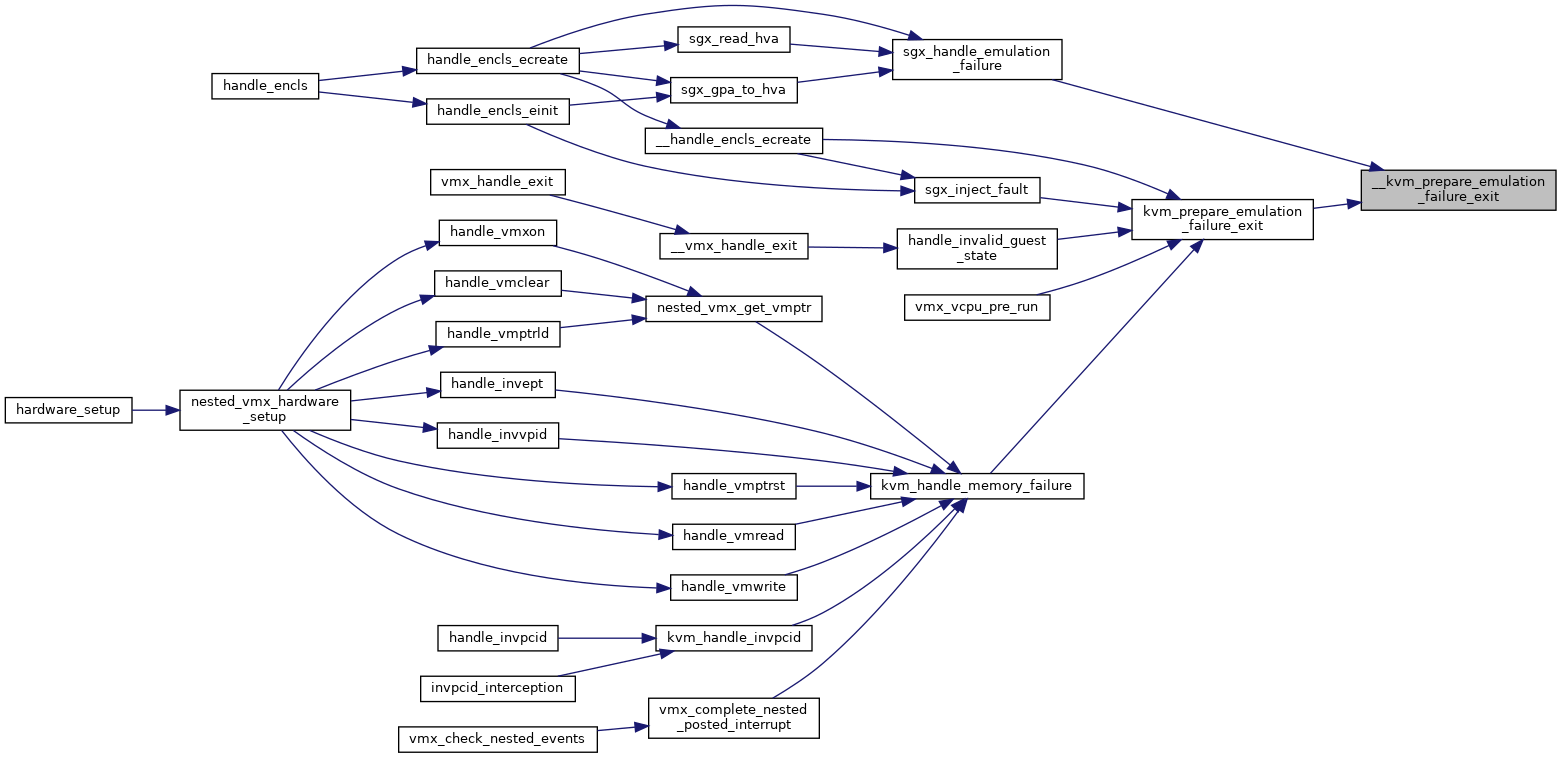 sgx_read_hva
sgx_handle_emulation
_failure
handle_encls_ecreate
handle_encls
sgx_gpa_to_hva
handle_encls_einit
__handle_encls_ecreate
vmx_handle_exit
sgx_inject_fault
__kvm_prepare_emulation
_failure_exit
kvm_prepare_emulation
_failure_exit
handle_vmxon
__vmx_handle_exit
handle_invalid_guest
_state
handle_vmclear
nested_vmx_get_vmptr
vmx_vcpu_pre_run
handle_vmptrld
handle_invept
hardware_setup
nested_vmx_hardware
_setup
handle_invvpid
handle_vmptrst
kvm_handle_memory_failure
handle_vmread
handle_vmwrite
handle_invpcid
kvm_handle_invpcid
invpcid_interception
vmx_complete_nested
_posted_interrupt
vmx_check_nested_events